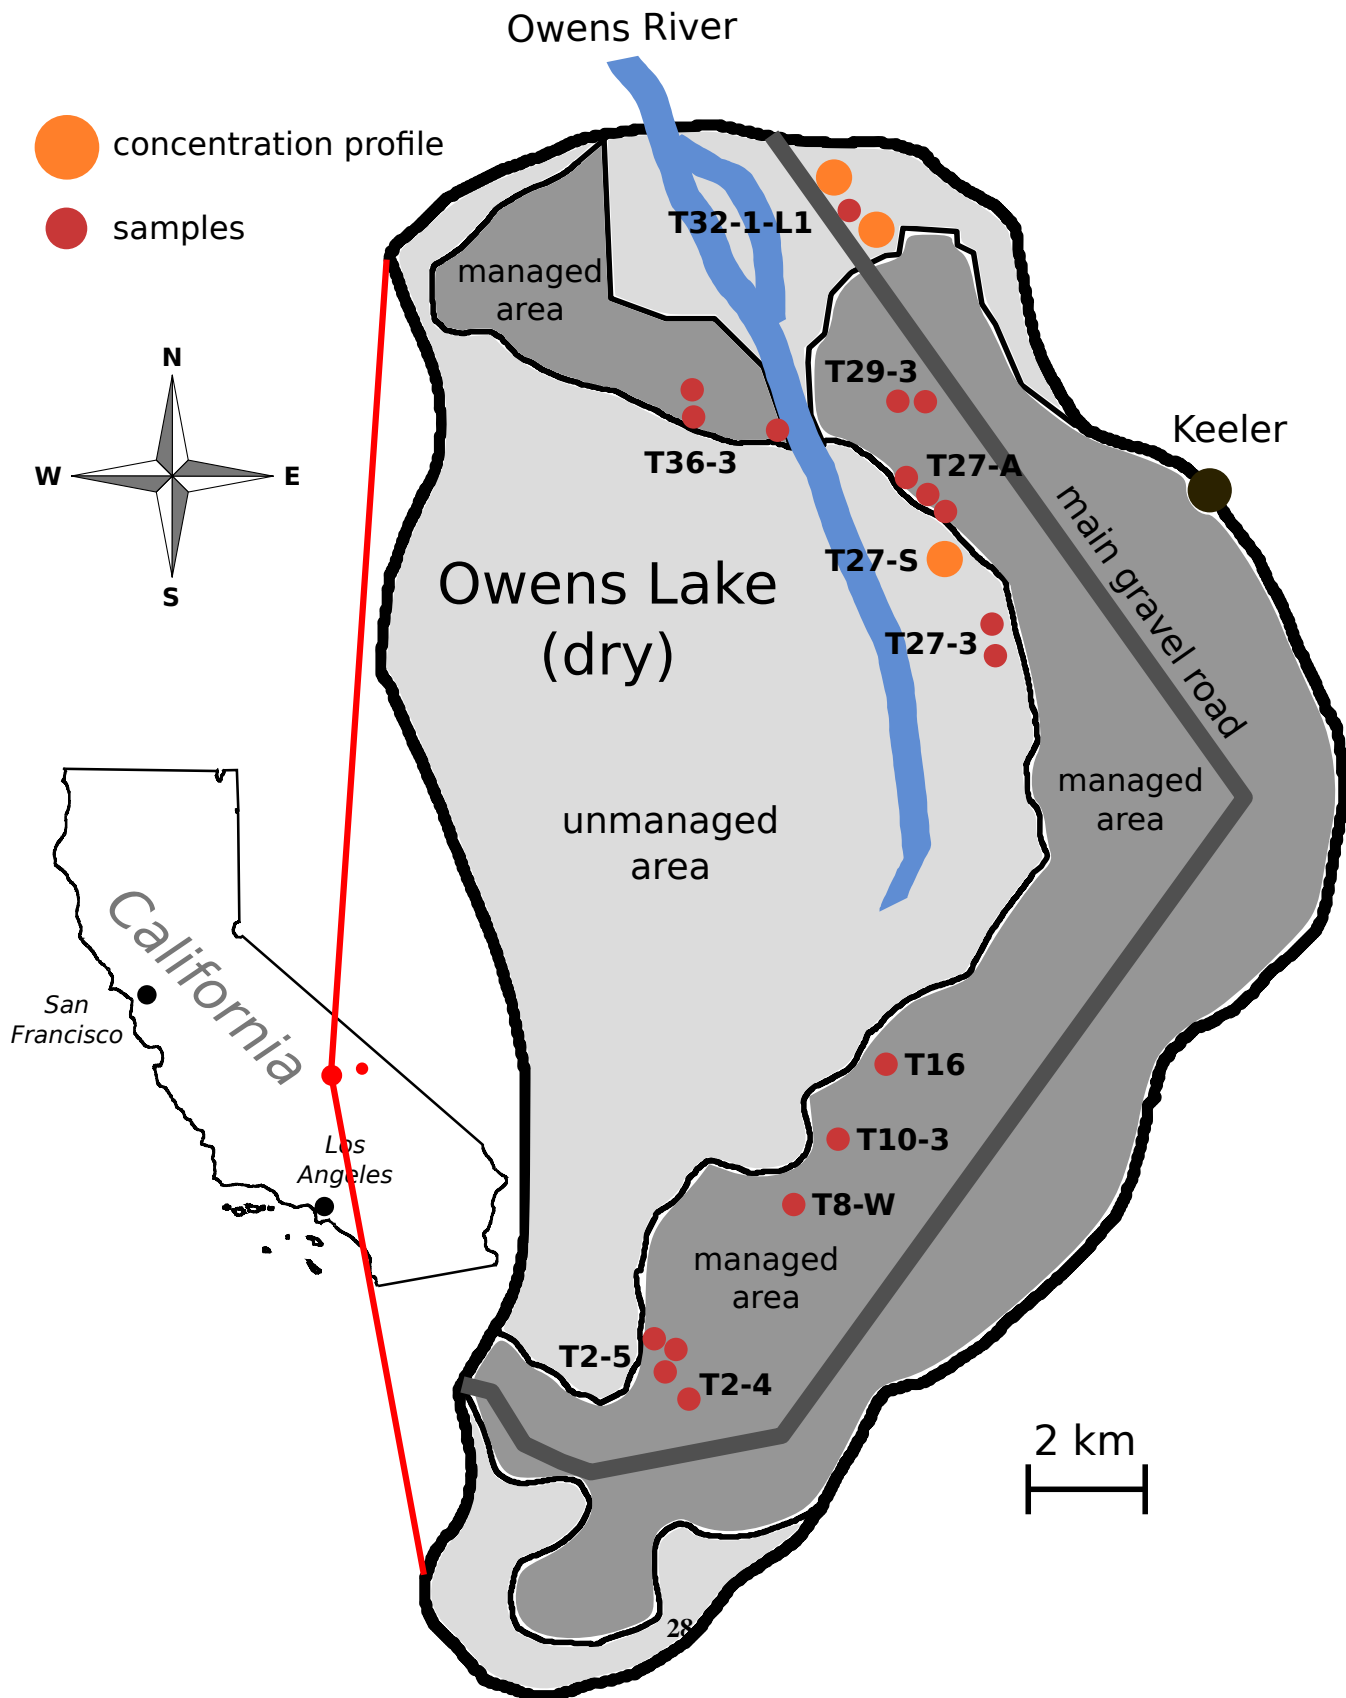 Owens River
concentration profile
samples
T32-1-L1
managed
area
N
W
E
S
T29-3
Keeler
T36-3
T27-A
main gravel road
T27-S
Owens Lake
(dry)
T27-3
managed
area
unmanaged
area
California
San
Francisco
Los
Angeles
T16
T10-3
T8-W
managed
area
T2-5
T2-4
2 km
28